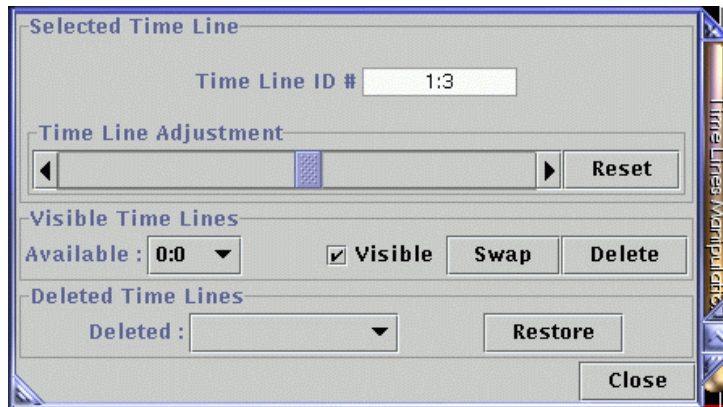 Selected Time Line
Time Line ID # 1:3
Time Line Adjustment
Reset
Visible Time Lines
Available : 0:0 Visible Swap Delete
Deleted Time Lines
Deleted : Restore
Close
Time Lines Manipulatio